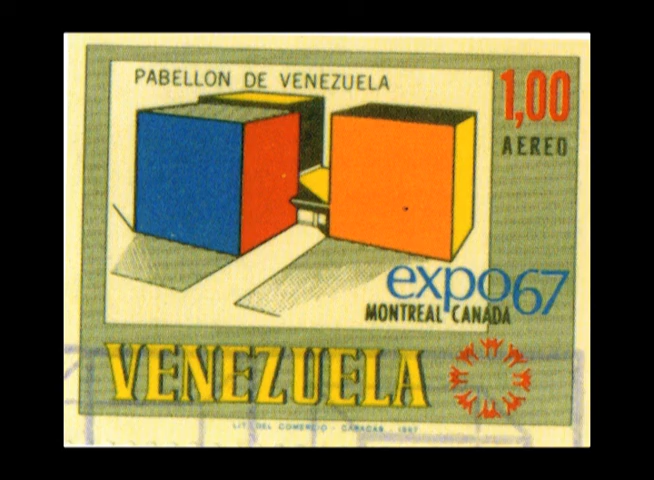 PABELLON DE VENEZUELA
1,00
AEREO
expo67
MONTREAL CANADA
VENEZUELA
LIT. DEL COMERCIO - CARACAS - 1967